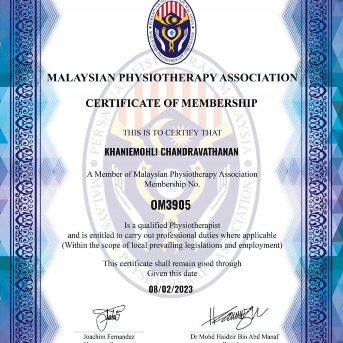 MALAYSIAN PHYSIOTHERAPY ASSOCIATION
CERTIFICATE OF MEMBERSHIP
THIS IS TO CERTIFY THAT
KHANIEMOHLI CHANDRAVATHANAN
A Member of Malaysian Physiotherapy Association
Membership No.
OM3905
Is a qualified Physiotherapist
and is entitled to carry out professional duties where applicable
(Within the scope of local prevailing legislations and employment)
This certificate shall remain good through
Given this date
08/02/2023
Joachim Fernandez
Dr Mohd Haidzir Bin Abd Manaf